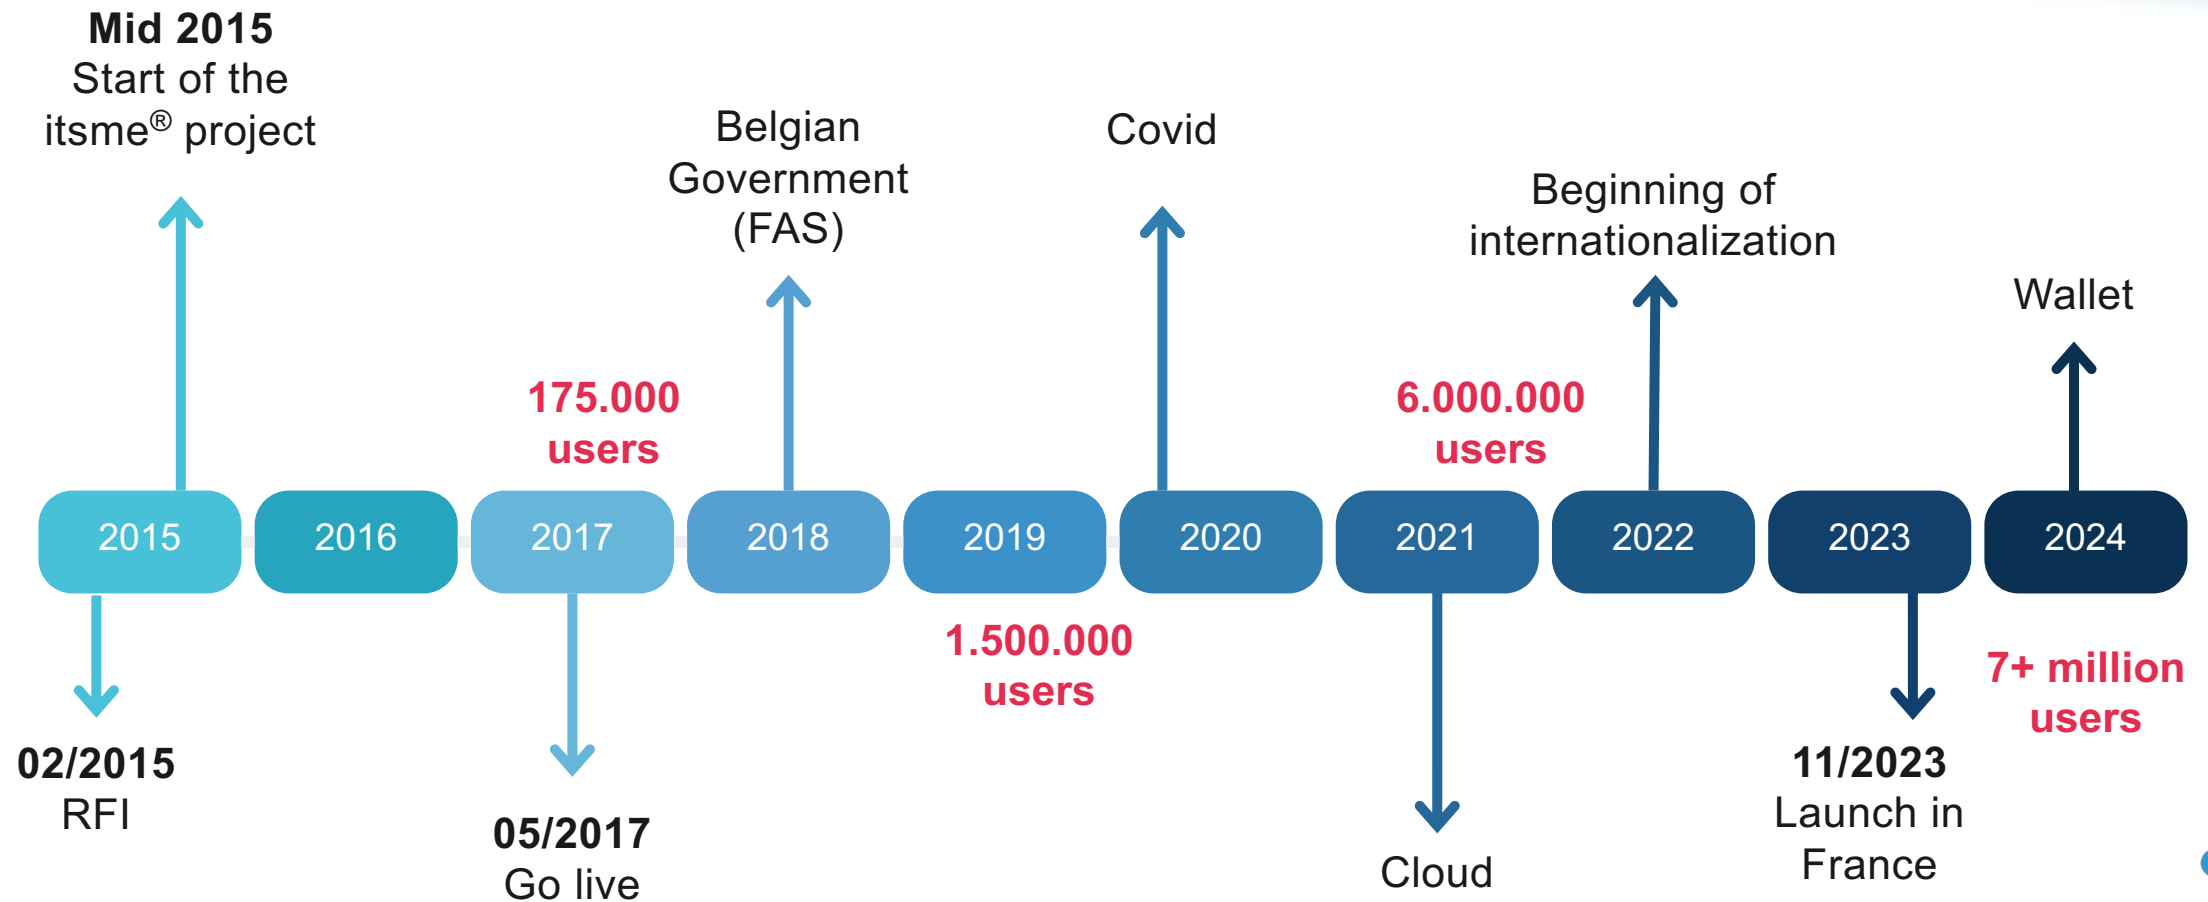 Mid 2015
Start of the
itsme® project
Belgian
Government
(FAS)
Covid
Beginning of
internationalization
Wallet
175.000
users
6.000.000
users
2015
2016
2017
2018
2019
2020
2021
2022
2023
2024
1.500.000
users
7+ million
users
02/2015
RFI
05/2017
Go live
Cloud
11/2023
Launch in
France